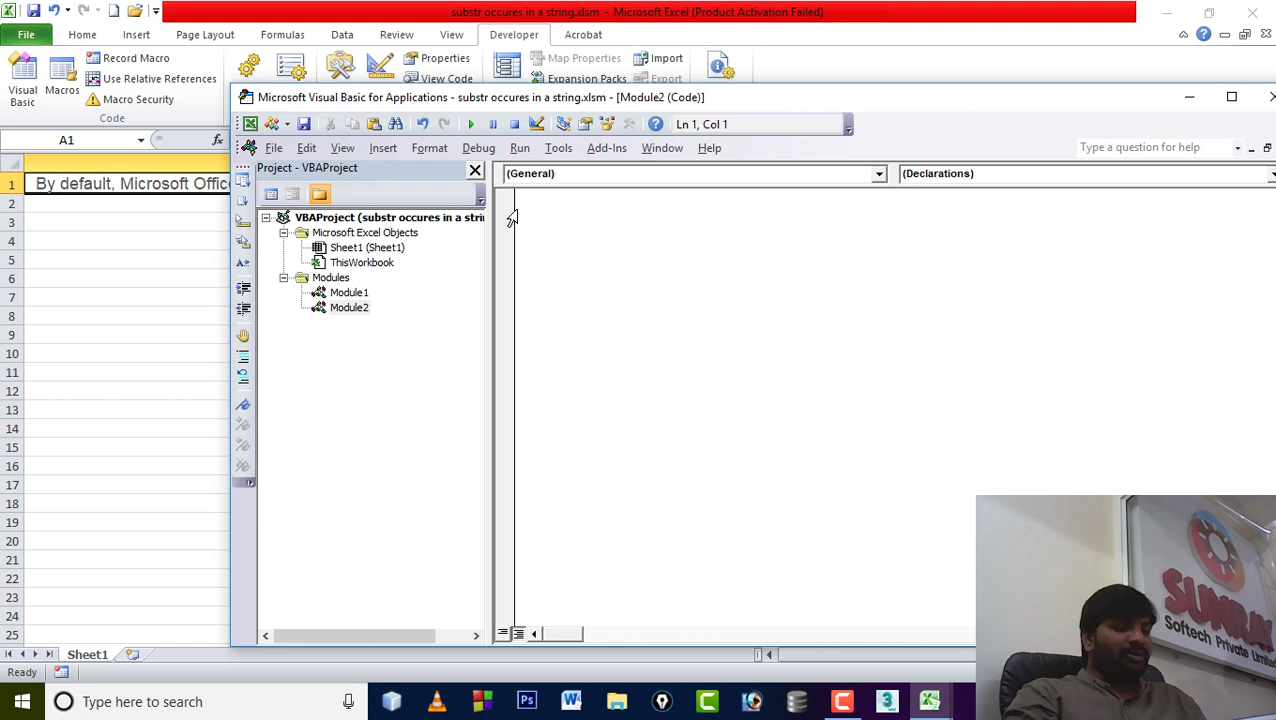 substr occures in a string.xlsm - Microsoft Excel (Product Activation Failed)
File Home Insert Page Layout Formulas Data Review View Developer Acrobat
Record Macro
Use Relative References
Macro Security
Visual Basic
Macros
Code
Properties
View Code
Map Properties
Expansion Packs
Import
Export
Microsoft Visual Basic for Applications - substr occures in a string.xlsm - [Module2 (Code)]
Ln 1, Col 1
File Edit View Insert Format Debug Run Tools Add-Ins Window Help
Type a question for help
A1
fx
Project - VBAProject
(General)
(Declarations)
VBAProject (substr occures in a stri
Microsoft Excel Objects
Sheet1 (Sheet1)
ThisWorkbook
Modules
Module1
Module2
1 By default, Microsoft Office
2
3
4
5
6
7
8
9
10
11
12
13
14
15
16
17
18
19
20
21
22
23
24
25
Sheet1
Ready
Type here to search
Softech Private Limited